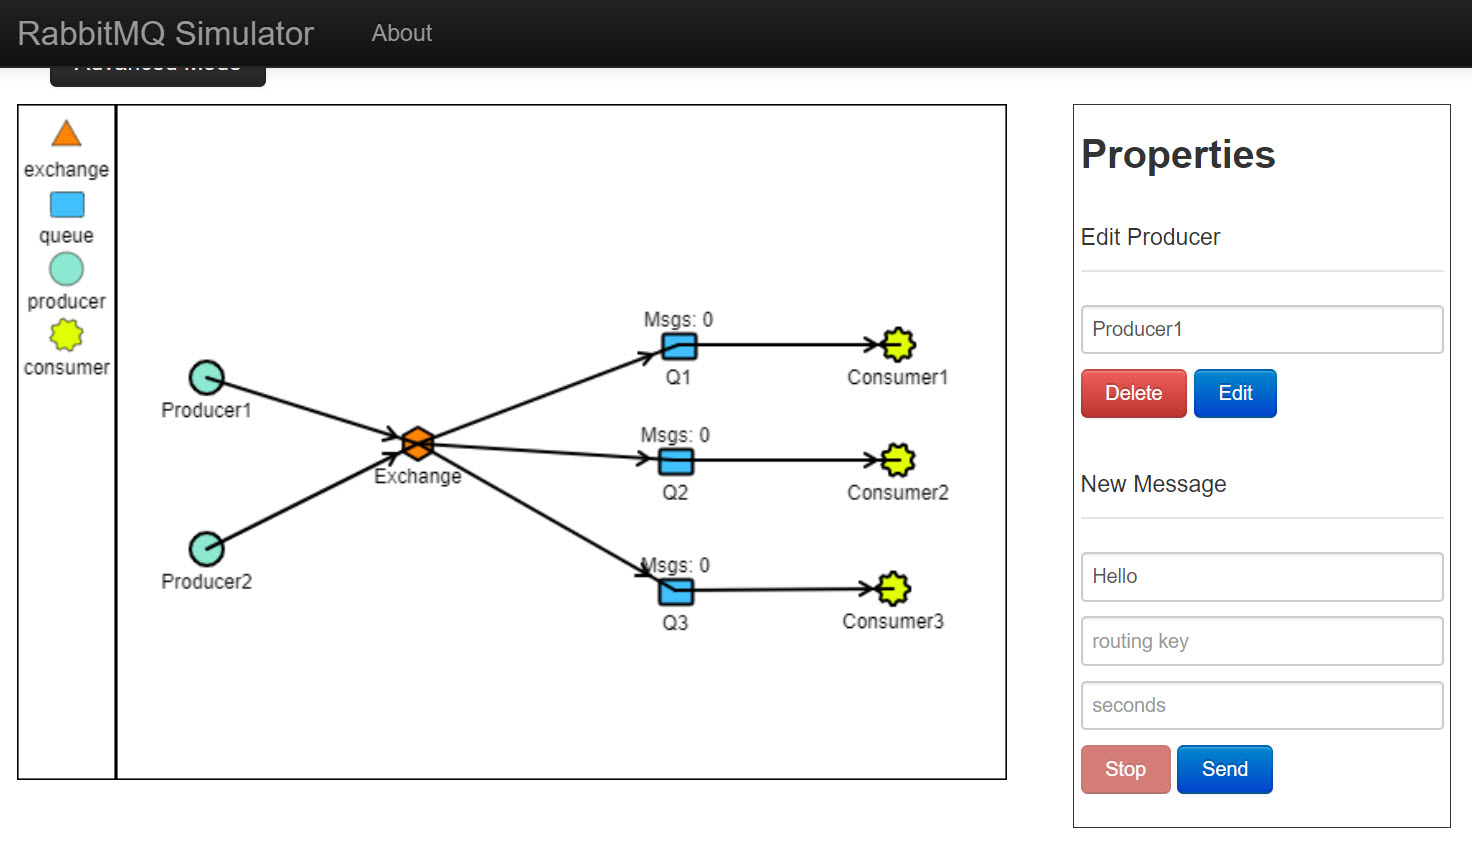 RabbitMQ Simulator
About
exchange
queue
producer
consumer
Producer1
Producer2
Exchange
Msgs: 0
Q1
Msgs: 0
Q2
Msgs: 0
Q3
Consumer1
Consumer2
Consumer3
Properties
Edit Producer
Producer1
Delete
Edit
New Message
Hello
routing key
seconds
Stop
Send